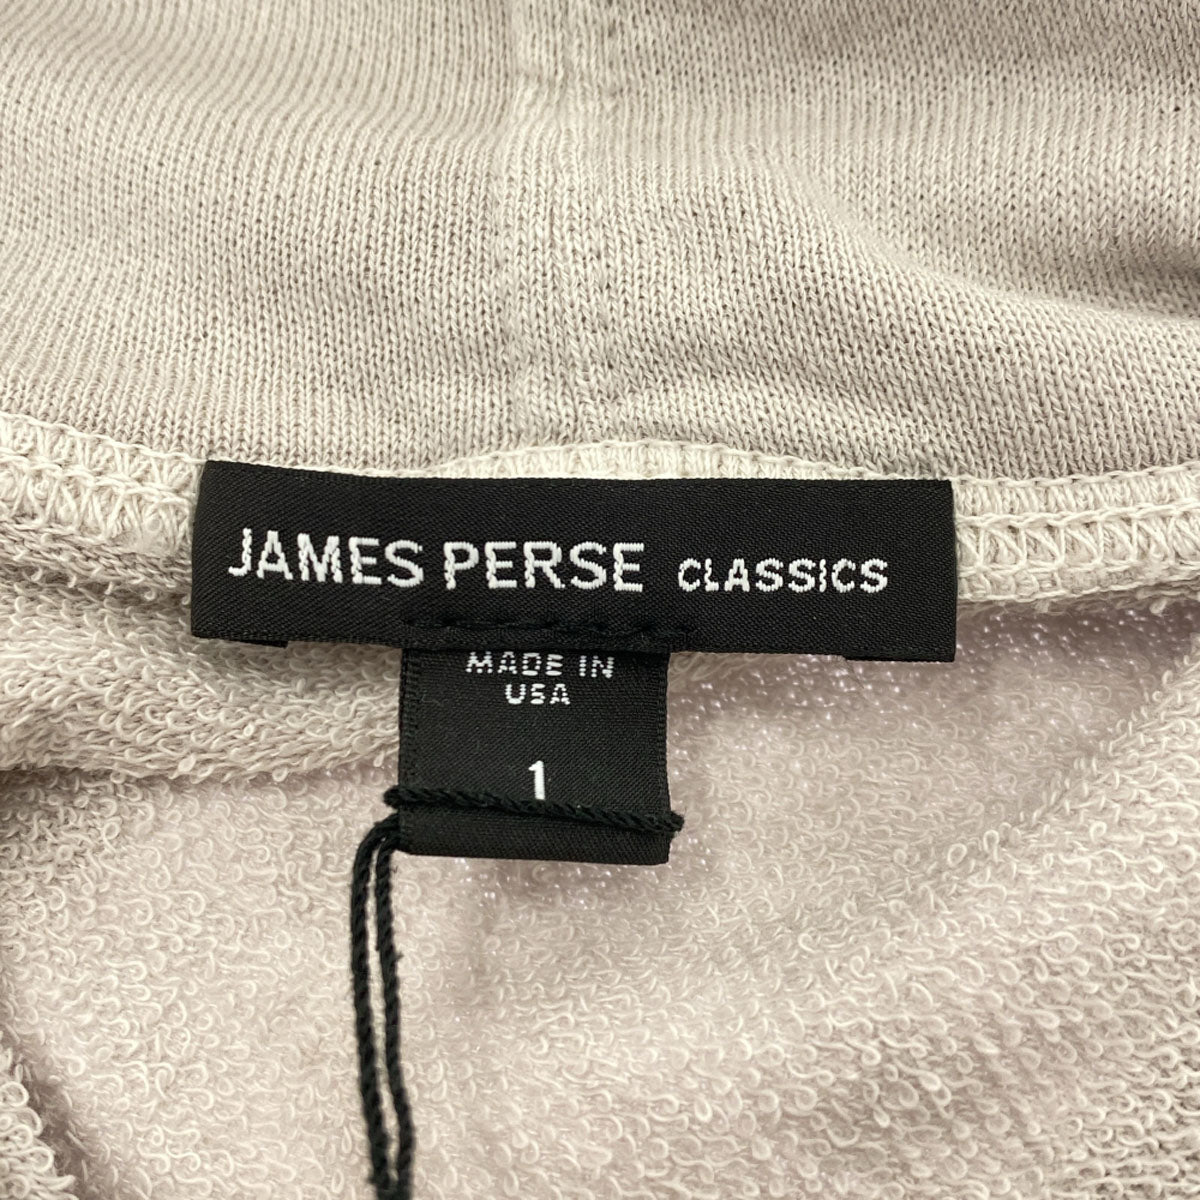 JAMES PERSE CLASSICS
MADE IN
USA
1